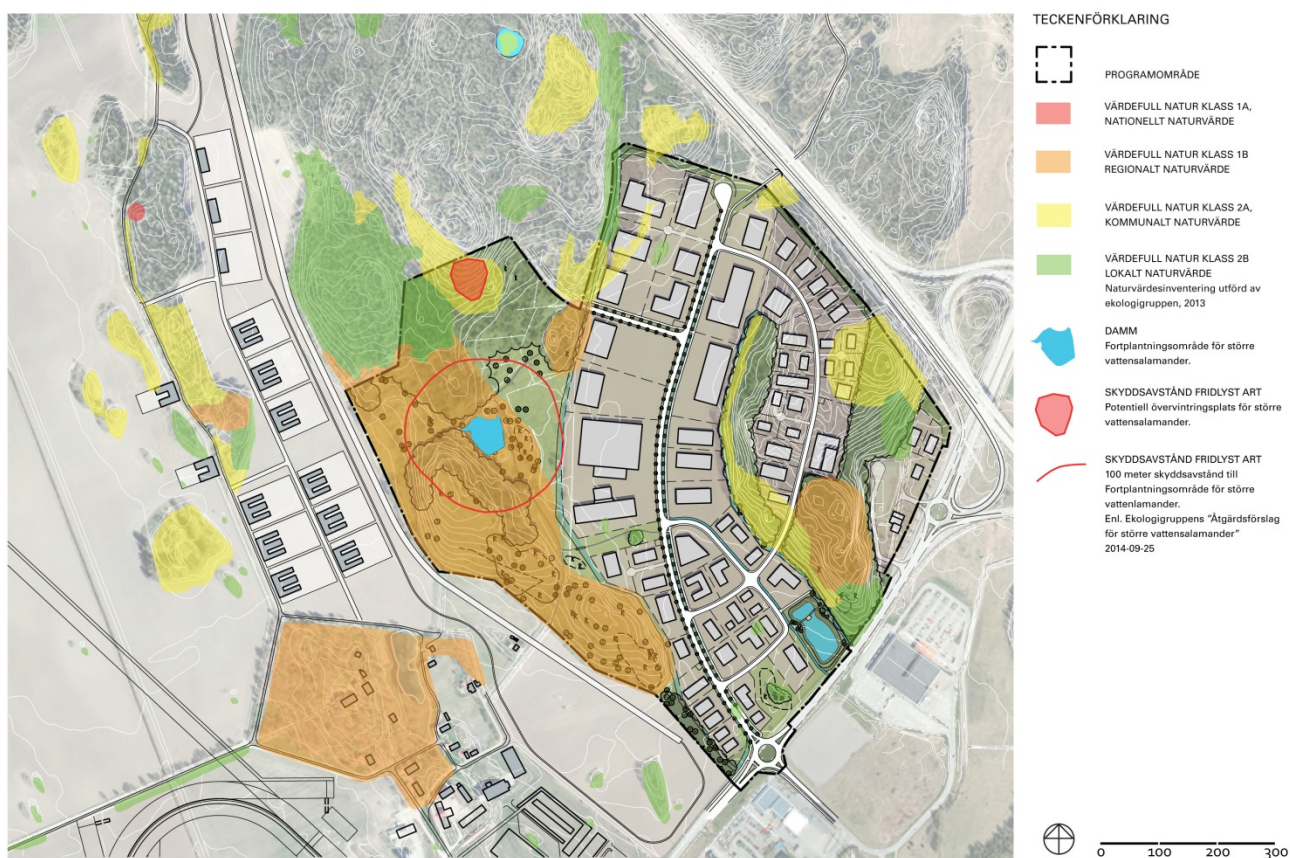 TECKENFÖRKLARING
PROGRAMOMRÅDE
VÄRDEFULL NATUR KLASS 1A,
NATIONELLT NATURVÄRDE
VÄRDEFULL NATUR KLASS 1B
REGIONALT NATURVÄRDE
VÄRDEFULL NATUR KLASS 2A,
KOMMUNALT NATURVÄRDE
VÄRDEFULL NATUR KLASS 2B
LOKALT NATURVÄRDE
Naturvärdesinventering utförd av
ekologigruppen, 2013
DAMM
Fortplantningsområde för större
vattensalamander.
SKYDDSAVSTÅND FRIDLYST ART
Potentiell övervintringsplats för större
vattensalamander.
SKYDDSAVSTÅND FRIDLYST ART
100 meter skyddsavstånd till
Fortplantningsområde för större
vattenlamander.
Enl. Ekologigruppens "Åtgärdsförslag
för större vattensalamander"
2014-09-25
0 100 200 300